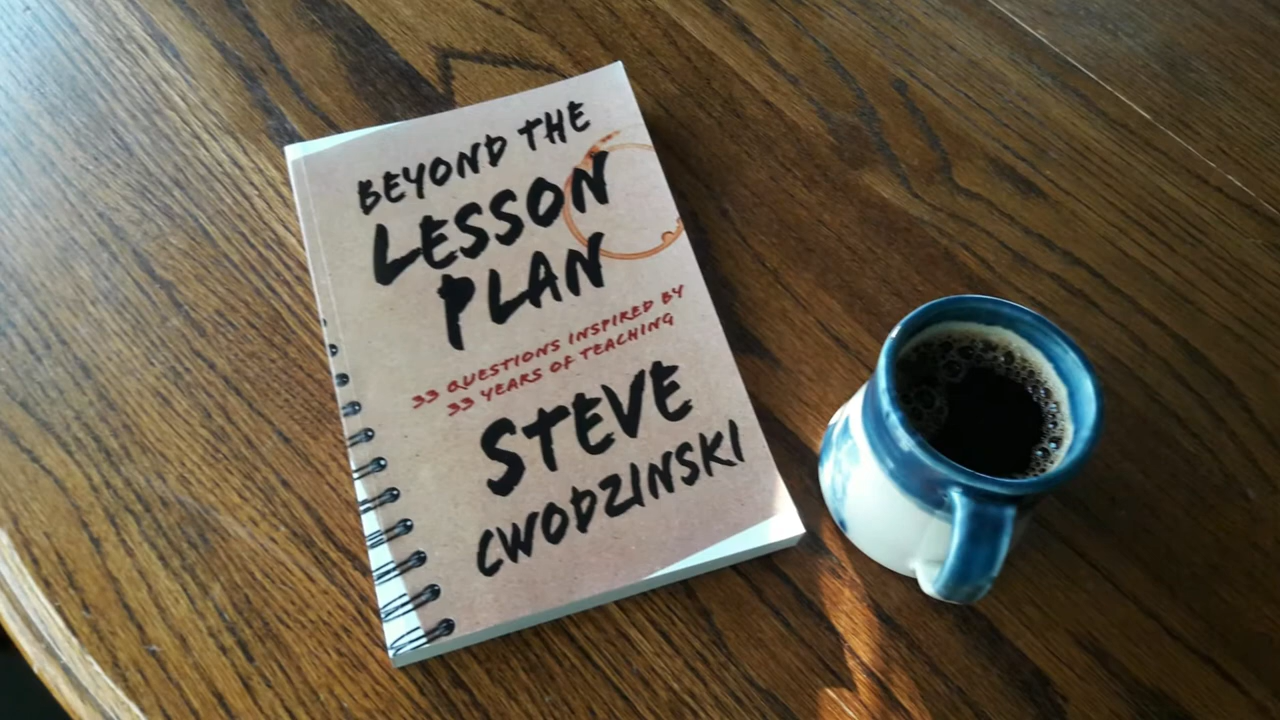 BEYOND THE
LESSON
PLAN
33 QUESTIONS INSPIRED BY
33 YEARS OF TEACHING
STEVE
CWODZINSKI